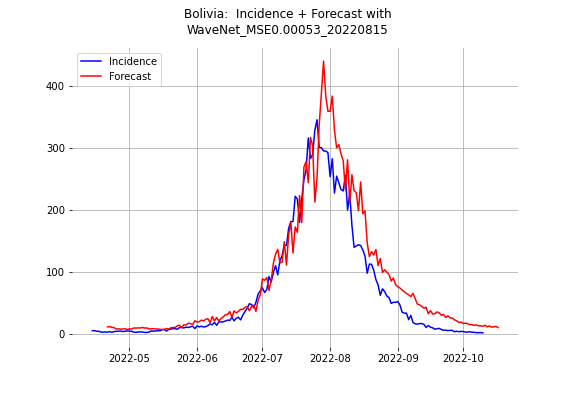 Bolivia:  Incidence + Forecast with
WaveNet_MSE0.00053_20220815
Incidence
Forecast
400
300
200
100
0
2022-05 2022-06 2022-07 2022-08 2022-09 2022-10